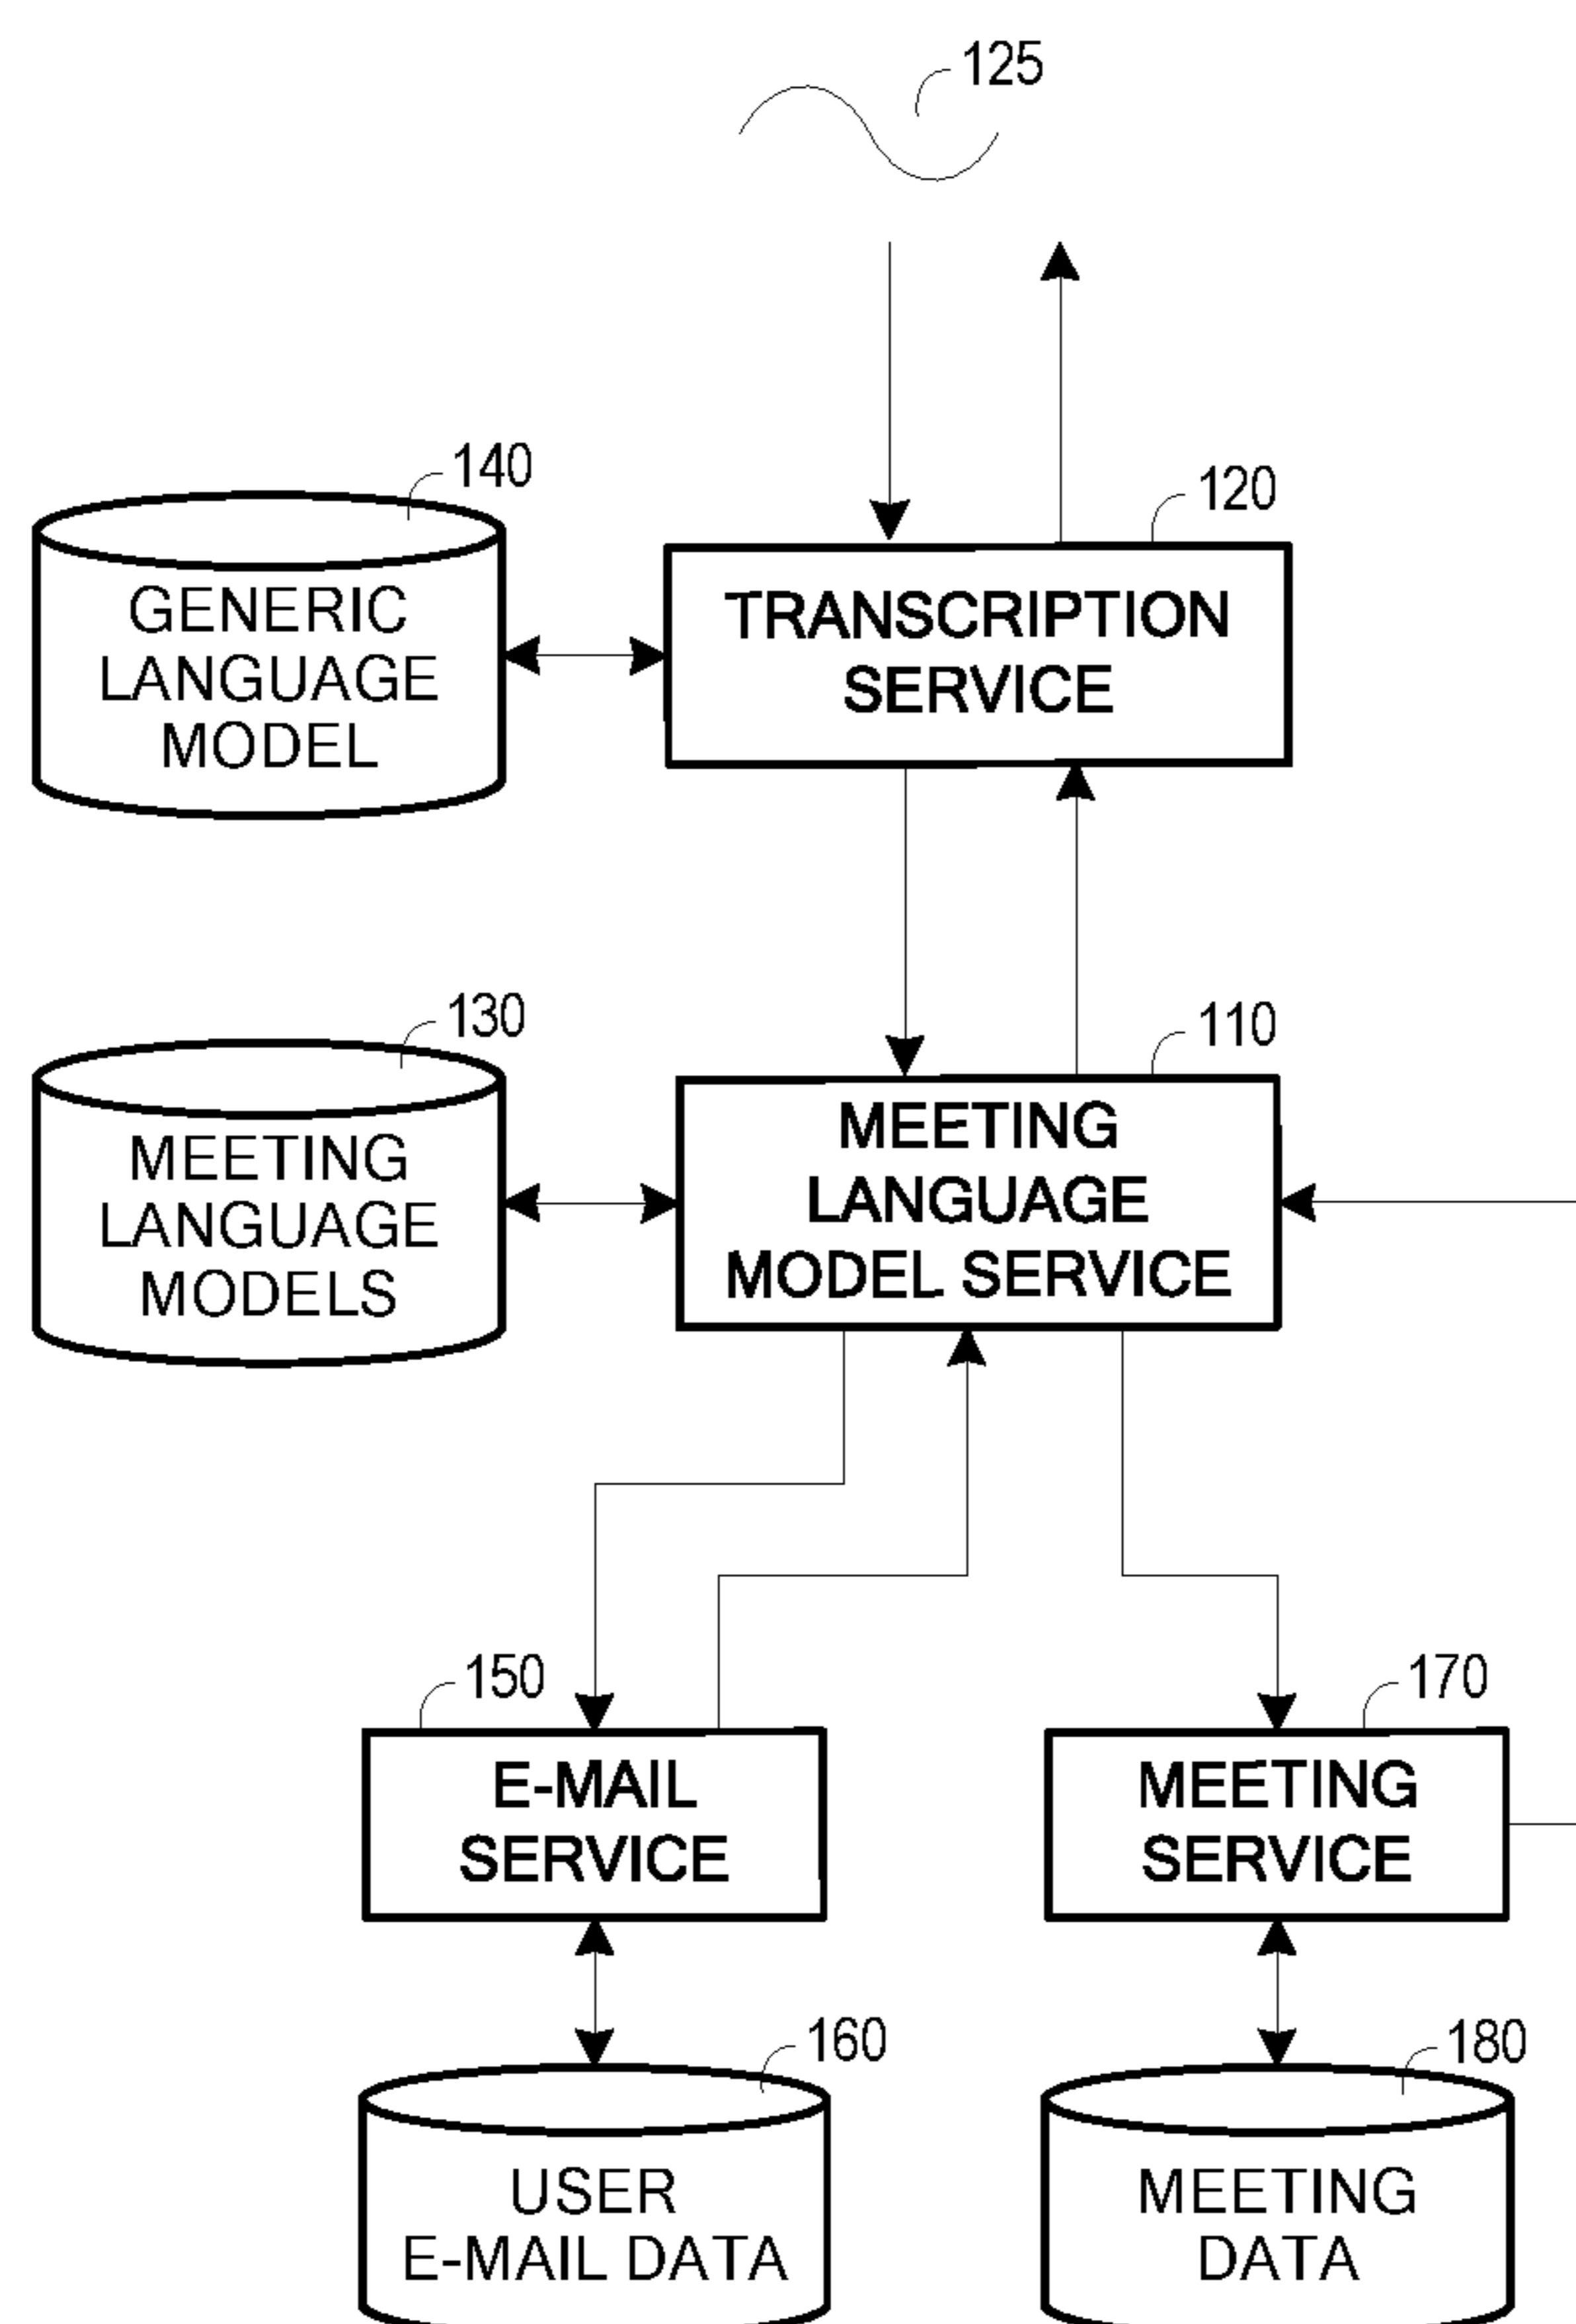 125
140
GENERIC
LANGUAGE
MODEL
120
TRANSCRIPTION
SERVICE
130
MEETING
LANGUAGE
MODELS
110
MEETING
LANGUAGE
MODEL SERVICE
150
E-MAIL
SERVICE
170
MEETING
SERVICE
160
USER
E-MAIL DATA
180
MEETING
DATA